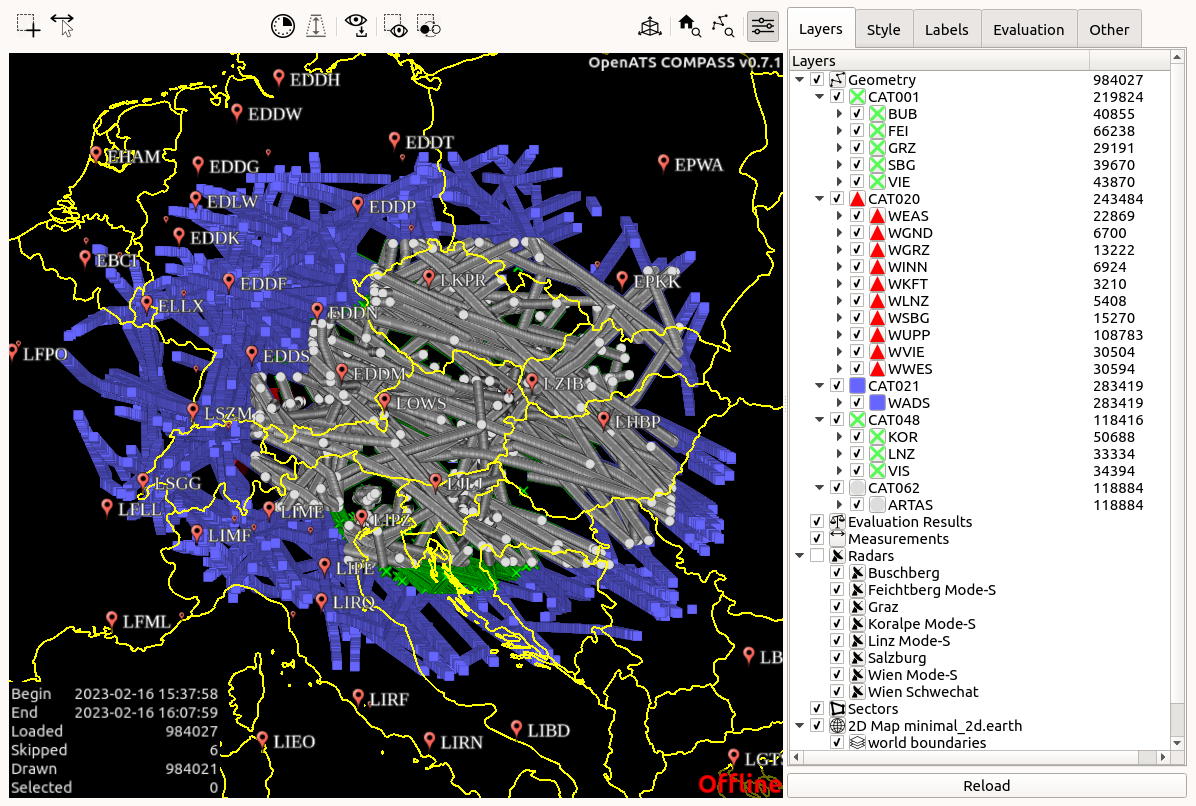 OpenATS COMPASS v0.7.1
EDDH
EDDW
EDDT
EHAM
EPWA
EDDG
EDLW
EDDP
EDDK
EBCI
LKPR
EPKK
EDDF
ELLX
EDDN
LFPO
EDDS
EDDM
LZIB
LOWS
LSZM
LHBP
LSGG
LJLJ
LFLL
LIME
LIPZ
LIMF
LIPE
LIRQ
LFML
LB
LIRF
LIBD
LIEO
LIRN
LGTS
Begin 2023-02-16 15:37:58
End 2023-02-16 16:07:59
Loaded 984027
Skipped 6
Drawn 984021
Selected 0
Offline
Layers Style Labels Evaluation Other
Layers
Geometry 984027
CAT001 219824
BUB 40855
FEI 66238
GRZ 29191
SBG 39670
VIE 43870
CAT020 243484
WEAS 22869
WGND 6700
WGRZ 13222
WINN 6924
WKFT 3210
WLNZ 5408
WSBG 15270
WUPP 108783
WVIE 30504
WWES 30594
CAT021 283419
WADS 283419
CAT048 118416
KOR 50688
LNZ 33334
VIS 34394
CAT062 118884
ARTAS 118884
Evaluation Results
Measurements
Radars
Buschberg
Feichtberg Mode-S
Graz
Koralpe Mode-S
Linz Mode-S
Salzburg
Wien Mode-S
Wien Schwechat
Sectors
2D Map minimal_2d.earth
world boundaries
Reload